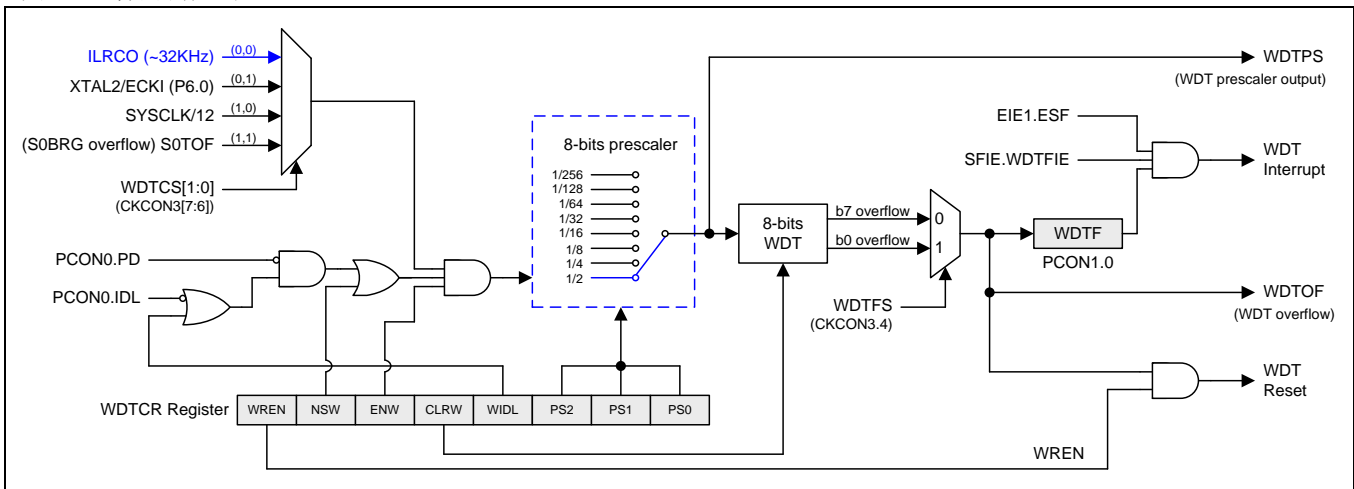 ILRCO (~32KHz) (0,0)
XTAL2/ECKI (P6.0) (0,1)
SYSCLK/12 (1,0)
(S0BRG overflow) S0TOF (1,1)
WDTCS[1:0]
(CKCON3[7:6])
PCON0.PD
PCON0.IDL
8-bits prescaler
1/256
1/128
1/64
1/32
1/16
1/8
1/4
1/2
8-bits
WDT
b7 overflow
b0 overflow
0
1
WDTFS
(CKCON3.4)
WDTPS
(WDT prescaler output)
EIE1.ESF
SFIE.WDTFIE
WDT
Interrupt
WDTF
PCON1.0
WDTOF
(WDT overflow)
WDT
Reset
WDTCR Register WREN NSW ENW CLRW WIDL PS2 PS1 PS0
WREN